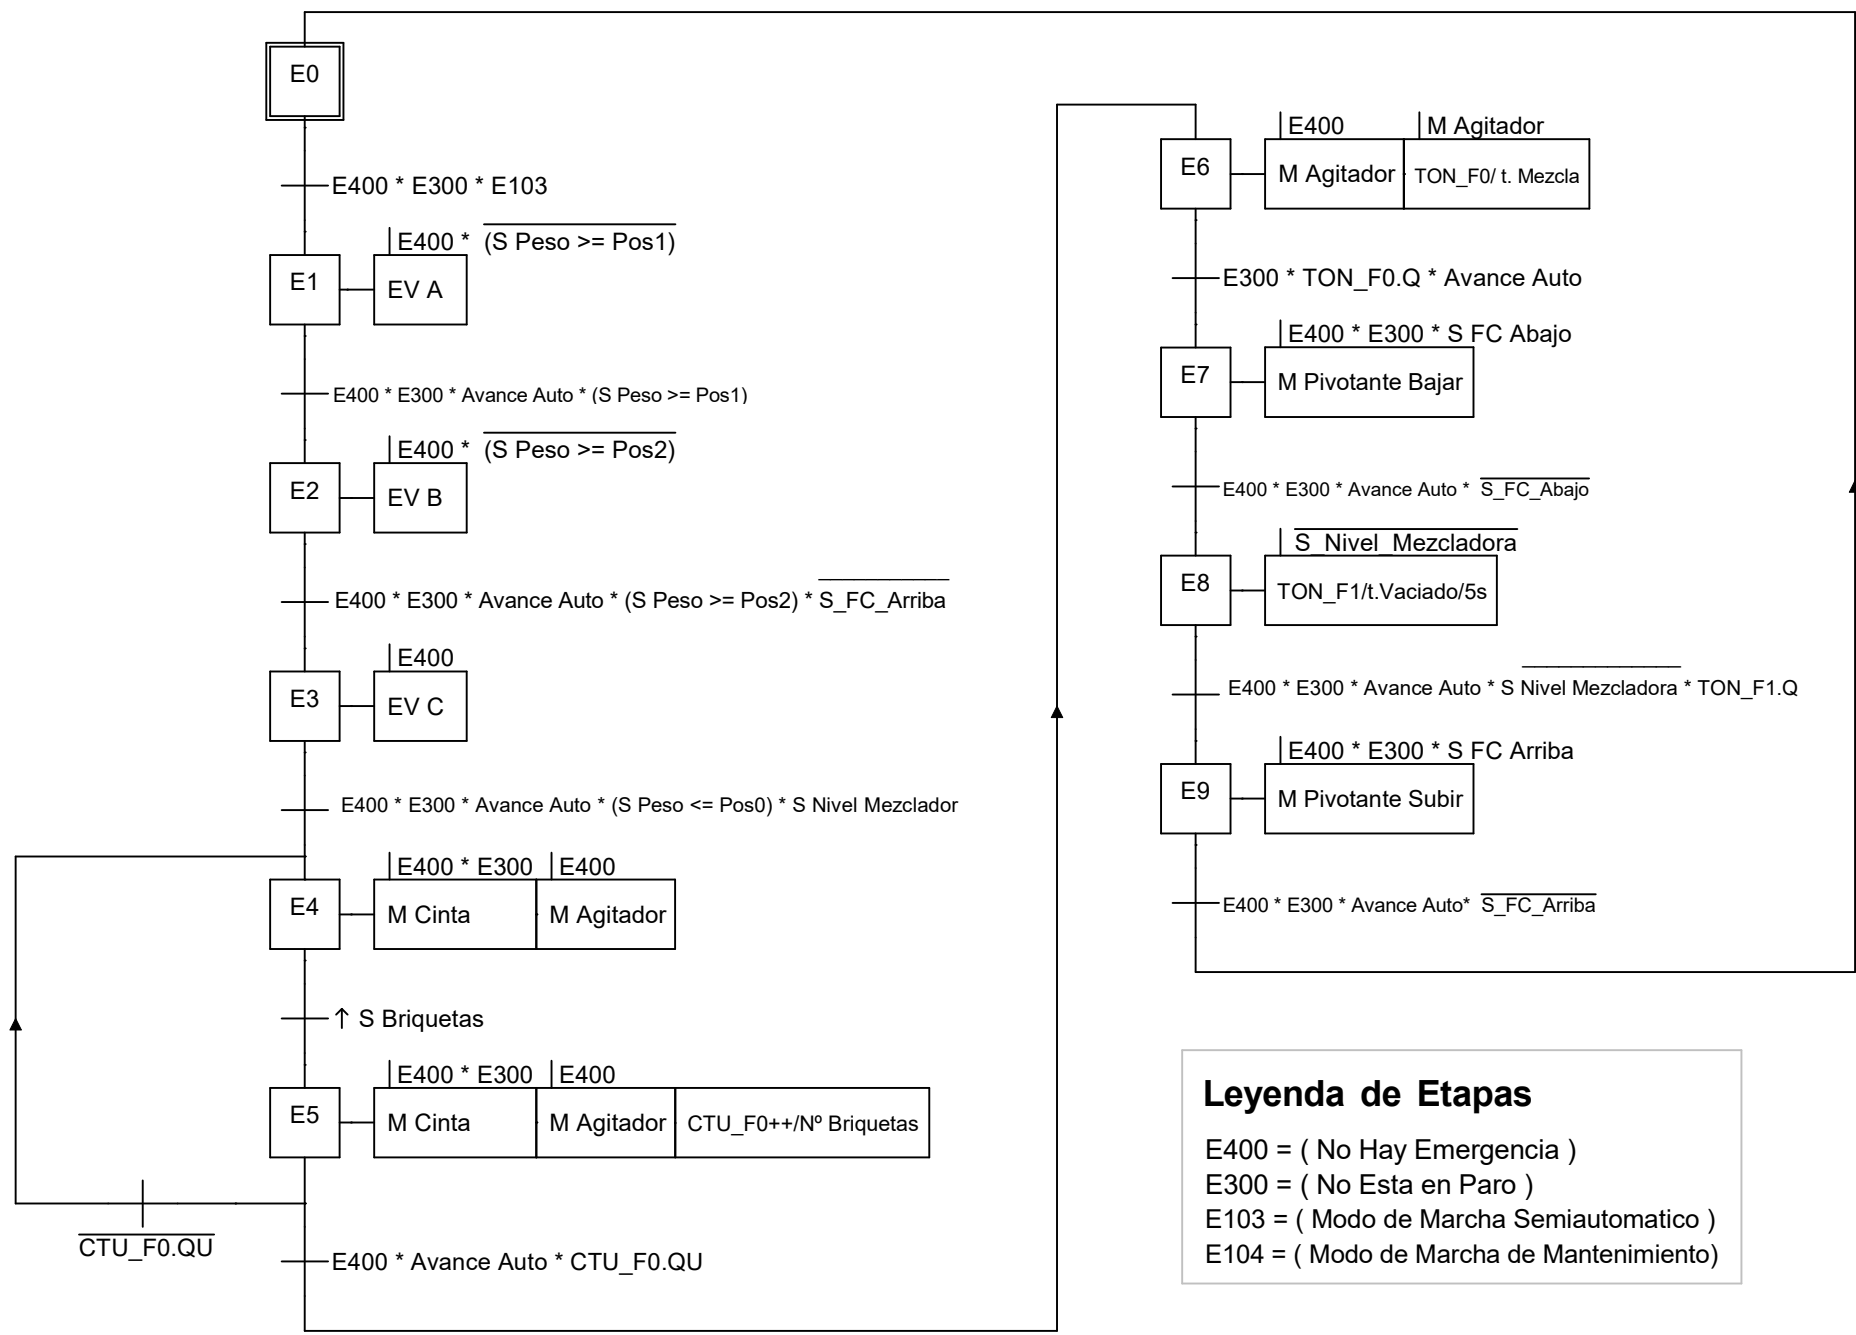 E0
E400 * E300 * E103
E400 * (S Peso >= Pos1)
E1
EV A
E400 * E300 * Avance Auto * (S Peso >= Pos1)
E400 * (S Peso >= Pos2)
E2
EV B
E400 * E300 * Avance Auto * (S Peso >= Pos2) * S_FC_Arriba
E400
E3
EV C
E400 * E300 * Avance Auto * (S Peso <= Pos0) * S Nivel Mezclador
E400 * E300 E400
E4
M Cinta M Agitador
↑ S Briquetas
E400 * E300 E400
E5
M Cinta M Agitador CTU_F0++/Nº Briquetas
CTU_F0.QU
E400 * Avance Auto * CTU_F0.QU
E400 M Agitador
E6
M Agitador TON_F0/ t. Mezcla
E300 * TON_F0.Q * Avance Auto
E400 * E300 * S FC Abajo
E7
M Pivotante Bajar
E400 * E300 * Avance Auto * S_FC_Abajo
S_Nivel_Mezcladora
E8
TON_F1/t.Vaciado/5s
E400 * E300 * Avance Auto * S Nivel Mezcladora * TON_F1.Q
E400 * E300 * S FC Arriba
E9
M Pivotante Subir
E400 * E300 * Avance Auto* S_FC_Arriba
Leyenda de Etapas
E400 = ( No Hay Emergencia )
E300 = ( No Esta en Paro )
E103 = ( Modo de Marcha Semiautomatico )
E104 = ( Modo de Marcha de Mantenimiento)